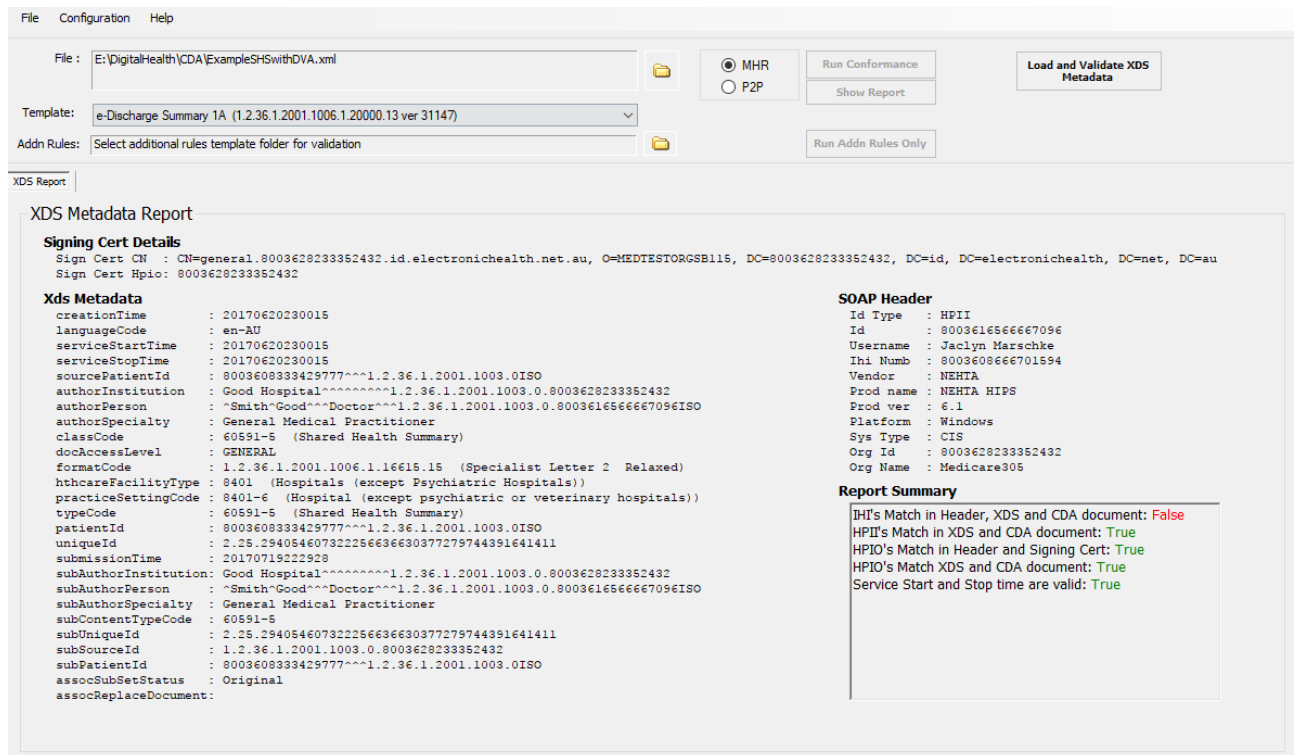 File Configuration Help
File : E:\DigitalHealth\CDA\ExampleSHSwithDVA.xml
MHR
P2P
Run Conformance
Show Report
Load and Validate XDS
Metadata
Template: e-Discharge Summary 1A (1.2.36.1.2001.1006.1.20000.13 ver 31147)
Addn Rules: Select additional rules template folder for validation
Run Addn Rules Only
XDS Report
XDS Metadata Report
Signing Cert Details
Sign Cert CN : CN=general.8003628233352432.id.electronichealth.net.au, O=MEDTESTORGSB115, DC=8003628233352432, DC=id, DC=electronichealth, DC=net, DC=au
Sign Cert Hpio: 8003628233352432
Xds Metadata
creationTime : 20170620230015
languageCode : en-AU
serviceStartTime : 20170620230015
serviceStopTime : 20170620230015
sourcePatientId : 8003608333429777^^^1.2.36.1.2001.1003.0ISO
authorInstitution : Good Hospital^^^^^^^^^1.2.36.1.2001.1003.0.8003628233352432
authorPerson : ^Smith^Good^^^Doctor^^^1.2.36.1.2001.1003.0.8003616566667096ISO
authorSpecialty : General Medical Practitioner
classCode : 60591-5 (Shared Health Summary)
docAccessLevel : GENERAL
formatCode : 1.2.36.1.2001.1006.1.16615.15 (Specialist Letter 2 Relaxed)
hthcareFacilityType : 8401 (Hospitals (except Psychiatric Hospitals))
practiceSettingCode : 8401-6 (Hospital (except psychiatric or veterinary hospitals))
typeCode : 60591-5 (Shared Health Summary)
patientId : 8003608333429777^^^1.2.36.1.2001.1003.0ISO
uniqueId : 2.25.294054607322256636630377279744391641411
submissionTime : 20170719222928
subAuthorInstitution: Good Hospital^^^^^^^^^1.2.36.1.2001.1003.0.8003628233352432
subAuthorPerson : ^Smith^Good^^^Doctor^^^1.2.36.1.2001.1003.0.8003616566667096ISO
subAuthorSpecialty : General Medical Practitioner
subContentTypeCode : 60591-5
subUniqueId : 2.25.294054607322256636630377279744391641411
subSourceId : 1.2.36.1.2001.1003.0.8003628233352432
subPatientId : 8003608333429777^^^1.2.36.1.2001.1003.0ISO
assocSubSetStatus : Original
assocReplaceDocument:
SOAP Header
Id Type : HPII
Id : 8003616566667096
Username : Jaclyn Marschke
Ihi Numb : 8003608666701594
Vendor : NEHTA
Prod name : NEHTA HIPS
Prod ver : 6.1
Platform : Windows
Sys Type : CIS
Org Id : 8003628233352432
Org Name : Medicare305
Report Summary
IHI's Match in Header, XDS and CDA document: False
HPII's Match in XDS and CDA document: True
HPIO's Match in Header and Signing Cert: True
HPIO's Match XDS and CDA document: True
Service Start and Stop time are valid: True